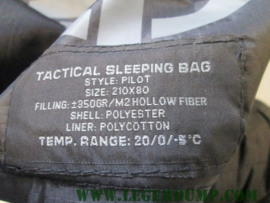 TACTICAL SLEEPING BAG
STYLE: PILOT
SIZE: 210X80
FILLING: ±350GR/M2 HOLLOW FIBER
SHELL: POLYESTER
LINER: POLYCOTTON
TEMP. RANGE: 20/0/-5°C
WWW.LEGERDUMP.COM